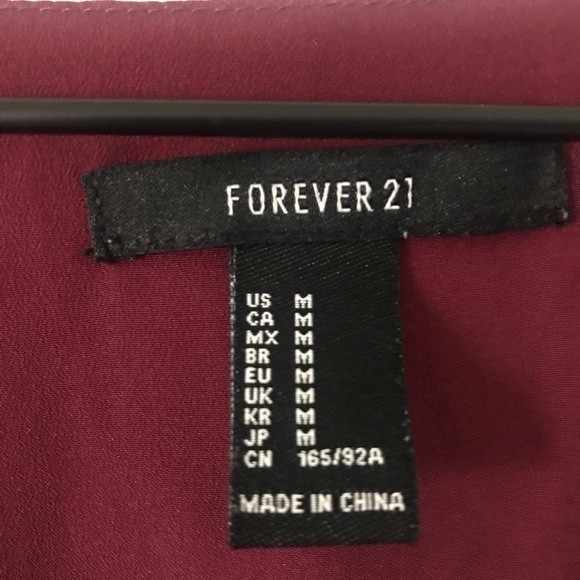 FOREVER 21
US M
CA M
MX M
BR M
EU M
UK M
KR M
JP M
CN 165/92A
MADE IN CHINA